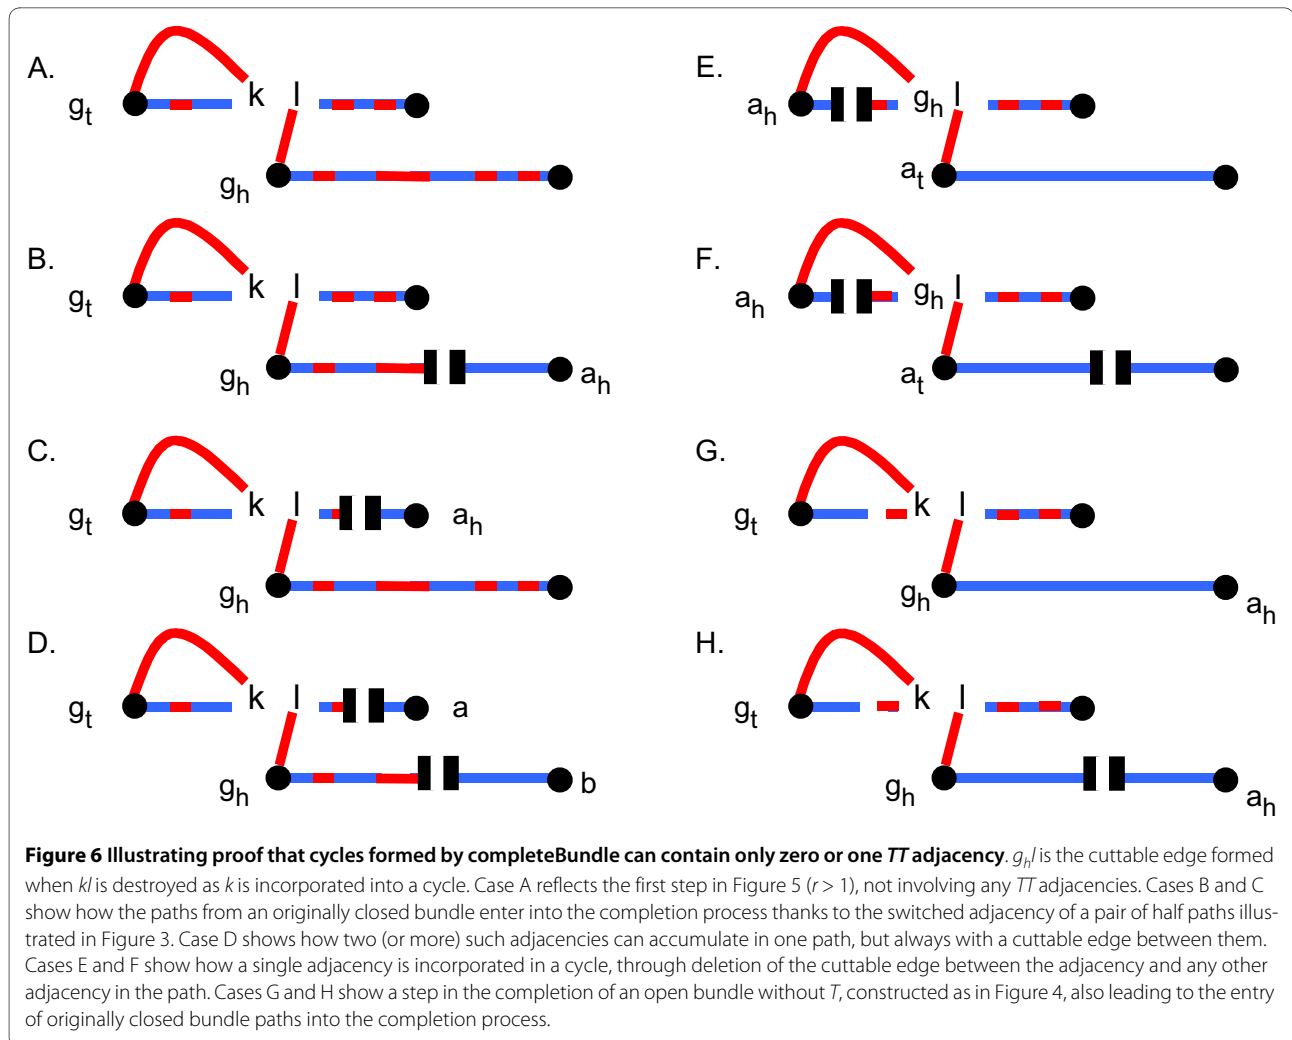 A.
g_t
k
l
g_h
B.
g_t
k
l
g_h
a_h
C.
g_t
k
l
a_h
g_h
D.
g_t
k
l
a
g_h
b
E.
a_h
g_h
l
a_t
F.
a_h
g_h
l
a_t
G.
g_t
k
l
g_h
a_h
H.
g_t
k
l
g_h
a_h
Figure 6 Illustrating proof that cycles formed by completeBundle can contain only zero or one TT adjacency. g_hl is the cuttable edge formed
when kl is destroyed as k is incorporated into a cycle. Case A reflects the first step in Figure 5 (r > 1), not involving any TT adjacencies. Cases B and C
show how the paths from an originally closed bundle enter into the completion process thanks to the switched adjacency of a pair of half paths illus-
trated in Figure 3. Case D shows how two (or more) such adjacencies can accumulate in one path, but always with a cuttable edge between them.
Cases E and F show how a single adjacency is incorporated in a cycle, through deletion of the cuttable edge between the adjacency and any other
adjacency in the path. Cases G and H show a step in the completion of an open bundle without T, constructed as in Figure 4, also leading to the entry
of originally closed bundle paths into the completion process.